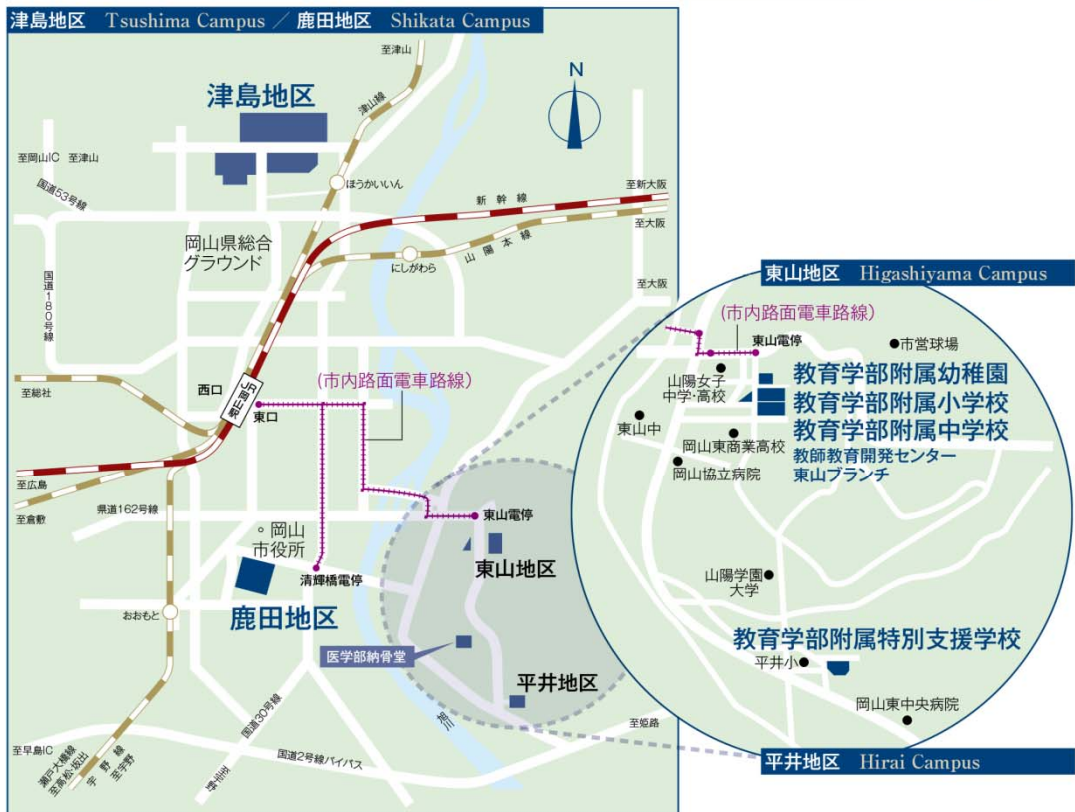 津島地区 Tsushima Campus ／ 鹿田地区 Shikata Campus
至津山
津島地区
津山線
N
至岡山IC 至津山
国道53号線
ほうかいいん
新幹線
至新大阪
至大阪
岡山県総合
グラウンド
にしがわら
山陽本線
国道180号線
至大阪
至総社
西口
JR岡山駅
東口
(市内路面電車路線)
至広島
至倉敷
県道162号線
岡山
市役所
東山電停
清輝橋電停
東山地区
鹿田地区
おおもと
医学部納骨堂
平井地区
旭川
国道30号線
至姫路
至早島IC
国道2号線バイパス
瀬戸大橋線
至高松・坂出
宇野線
至宇野
至玉野
東山地区 Higashiyama Campus
(市内路面電車路線)
東山電停
市営球場
山陽女子
中学・高校
教育学部附属幼稚園
教育学部附属小学校
教育学部附属中学校
教師教育開発センター
東山ブランチ
東山中
岡山東商業高校
岡山協立病院
山陽学園
大学
教育学部附属特別支援学校
平井小
岡山東中央病院
平井地区 Hirai Campus